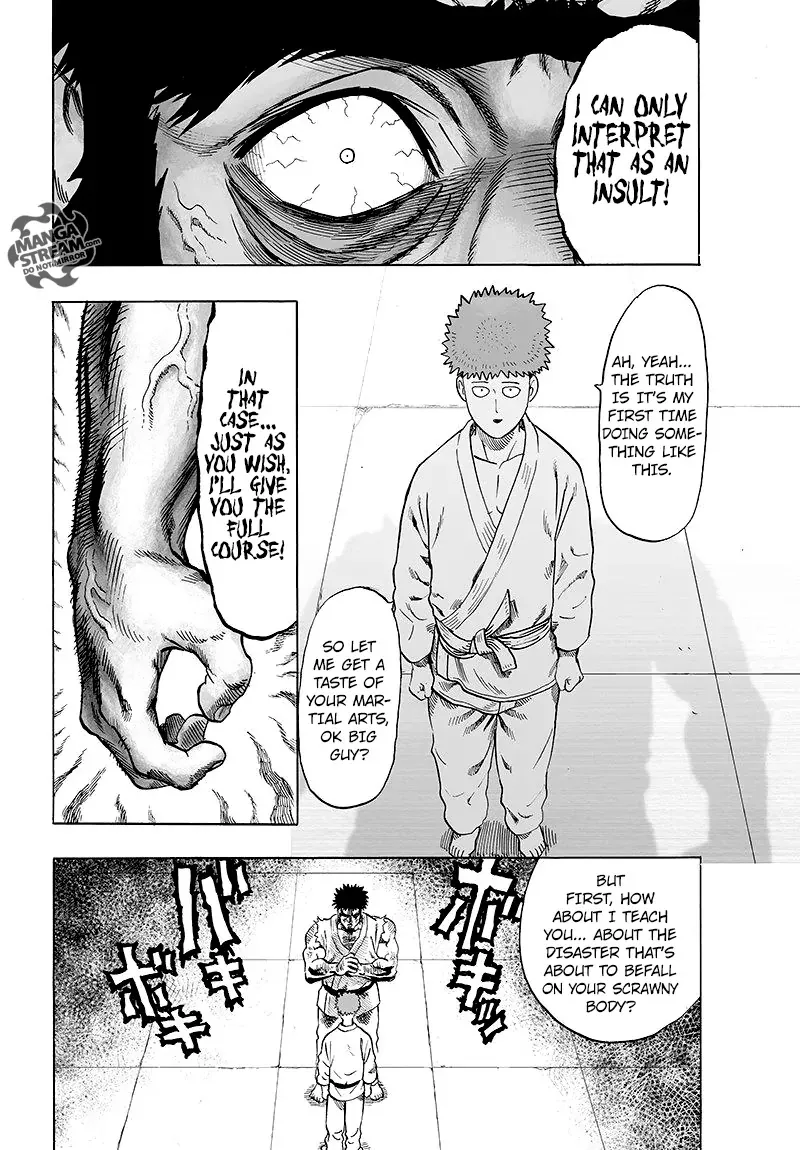 I CAN ONLY
INTERPRET
THAT AS AN
INSULT!
MANGA
STREAM.com
DO NOT MIRROR
AH, YEAH...
THE TRUTH
IS IT'S MY
FIRST TIME
DOING SOME-
THING LIKE
THIS.
SO LET
ME GET A
TASTE OF
YOUR MAR-
TIAL ARTS,
OK BIG
GUY?
IN
THAT
CASE...
JUST AS
YOU WISH,
I'LL GIVE
YOU THE
FULL
COURSE!
BUT
FIRST, HOW
ABOUT I TEACH
YOU... ABOUT THE
DISASTER THAT'S
ABOUT TO BEFALL
ON YOUR SCRAWNY
BODY?
ボキッ
バキ
ボキ